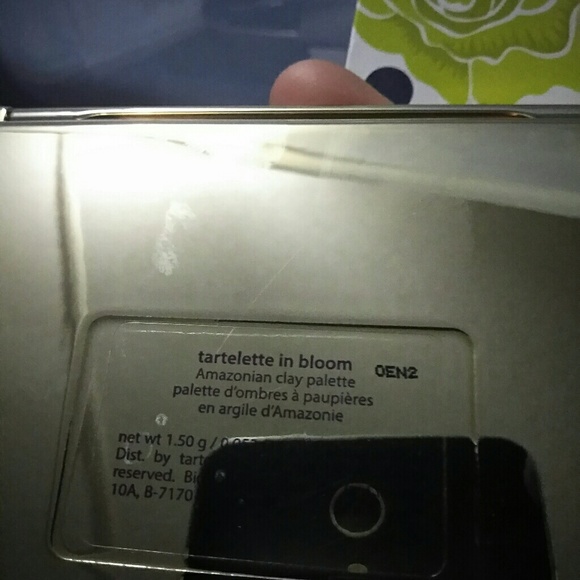 tartelette in bloom
0EN2
Amazonian clay palette
palette d'ombres à paupières
en argile d'Amazonie
net wt 1.50 g /
Dist. by tarte
reserved.
10A, B-7170